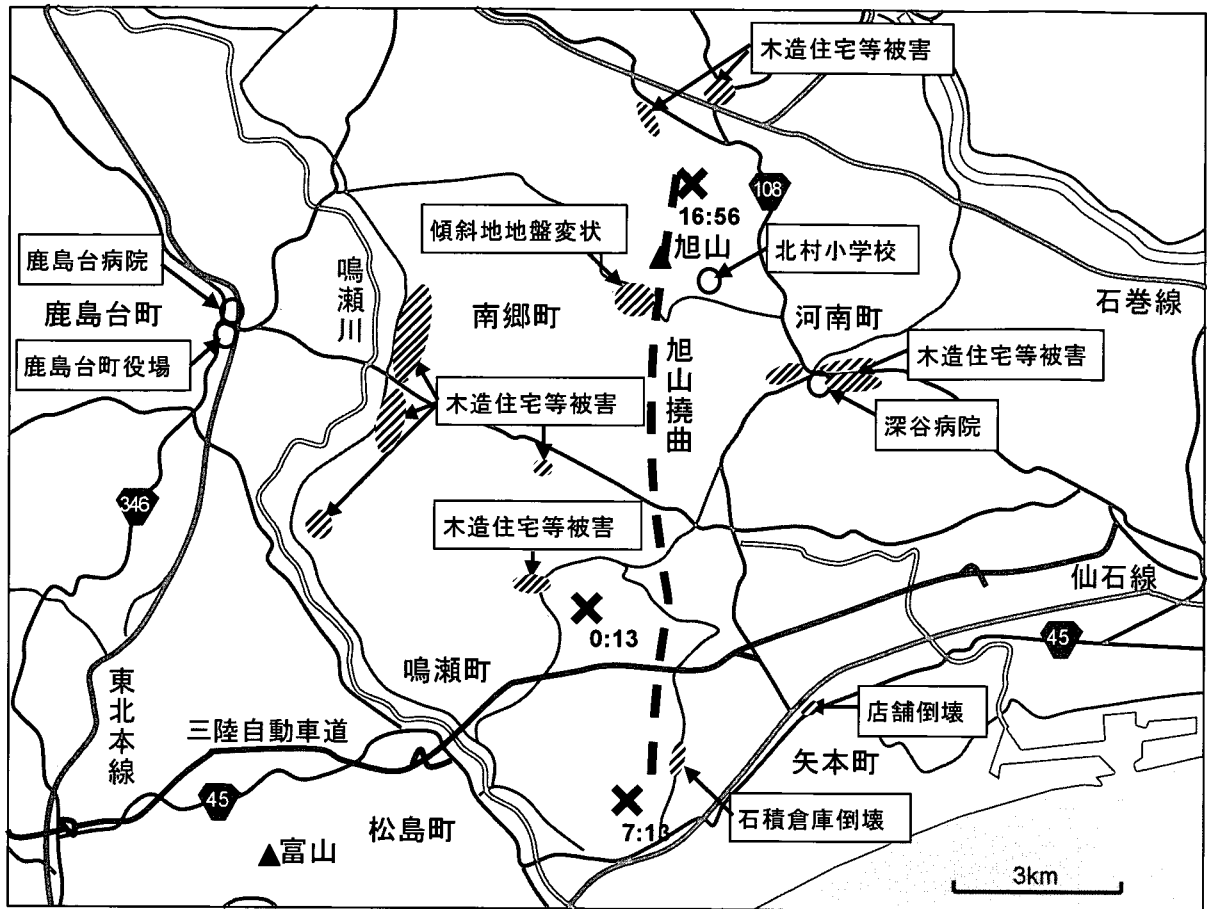 木造住宅等被害
108
16:56
傾斜地地盤変状
旭山
北村小学校
鹿島台病院
鳴瀬川
鹿島台町
南郷町
河南町
石巻線
鹿島台町役場
旭山撓曲
木造住宅等被害
木造住宅等被害
深谷病院
346
木造住宅等被害
仙石線
0:13
45
鳴瀬町
東北本線
店舗倒壊
三陸自動車道
矢本町
45
7:13
石積倉庫倒壊
松島町
富山
3km